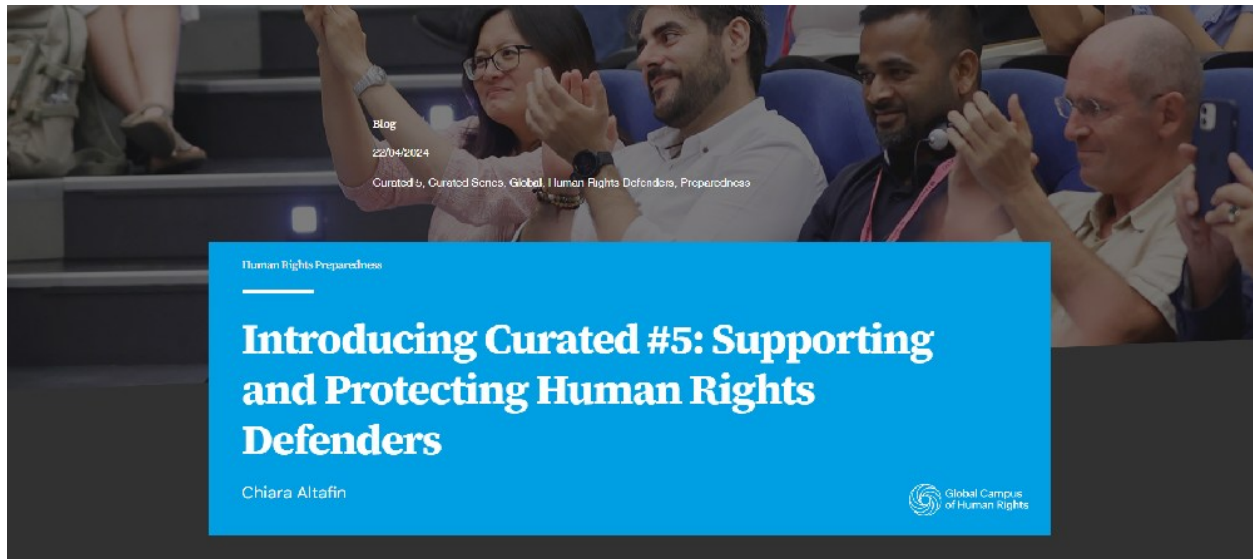 Blog
22/04/2024
Curated 5, Curated Series, Global, Human Rights Defenders, Preparedness
Human Rights Preparedness
Introducing Curated #5: Supporting
and Protecting Human Rights
Defenders
Chiara Altafin
Global Campus
of Human Rights